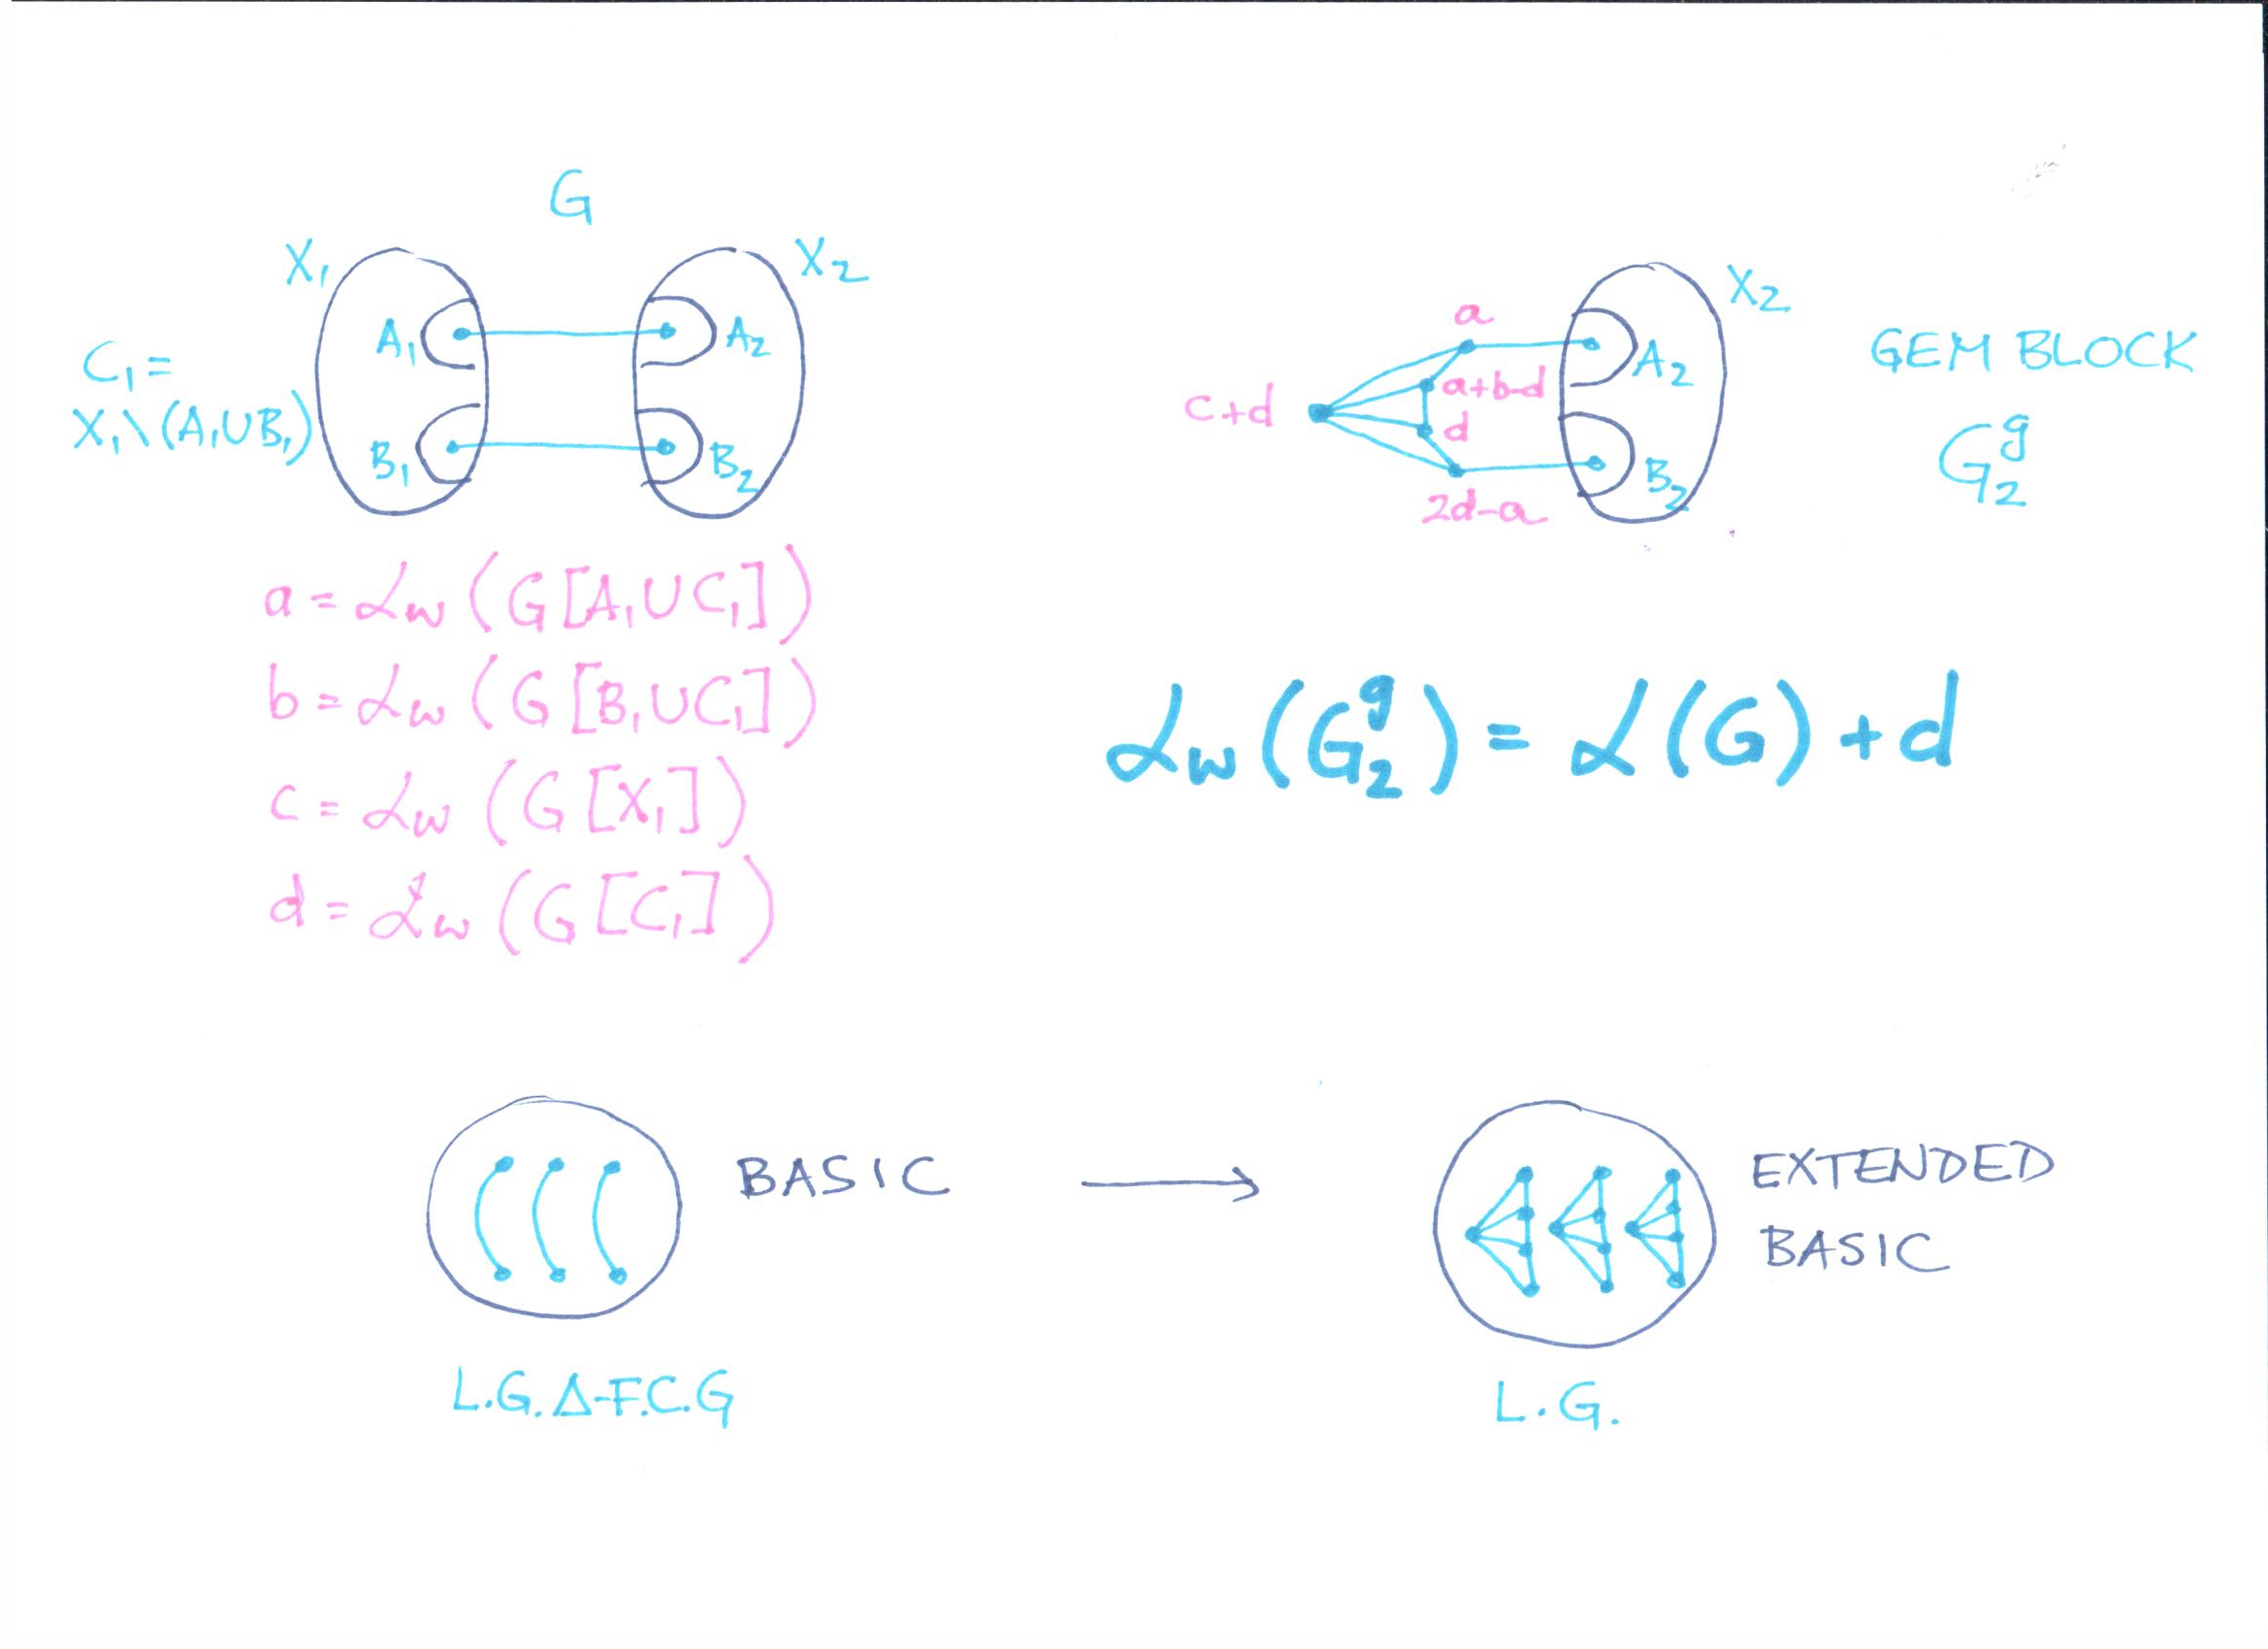 G
X₁
X₂
A₁
A₂
B₁
B₂
C₁ =
X₁\(A₁∪B₁)
a
a+b-d
c+d
d
2d-a
X₂
A₂
B₂
GEM BLOCK
G₂ᵍ
a = αw (G[A₁∪C₁])
b = αw (G[B₁∪C₁])
c = αw (G[X₁])
d = αw (G[C₁])
αw(G₂ᵍ) = α(G) + d
BASIC
L.G. Δ-F.C.G
EXTENDED
BASIC
L.G.